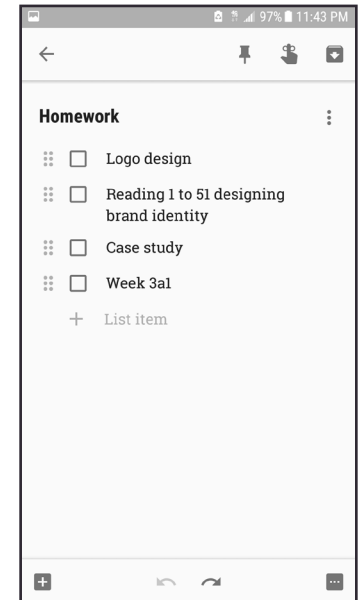 97% 11:43 PM
Homework
Logo design
Reading 1 to 51 designing
brand identity
Case study
Week 3a1
List item